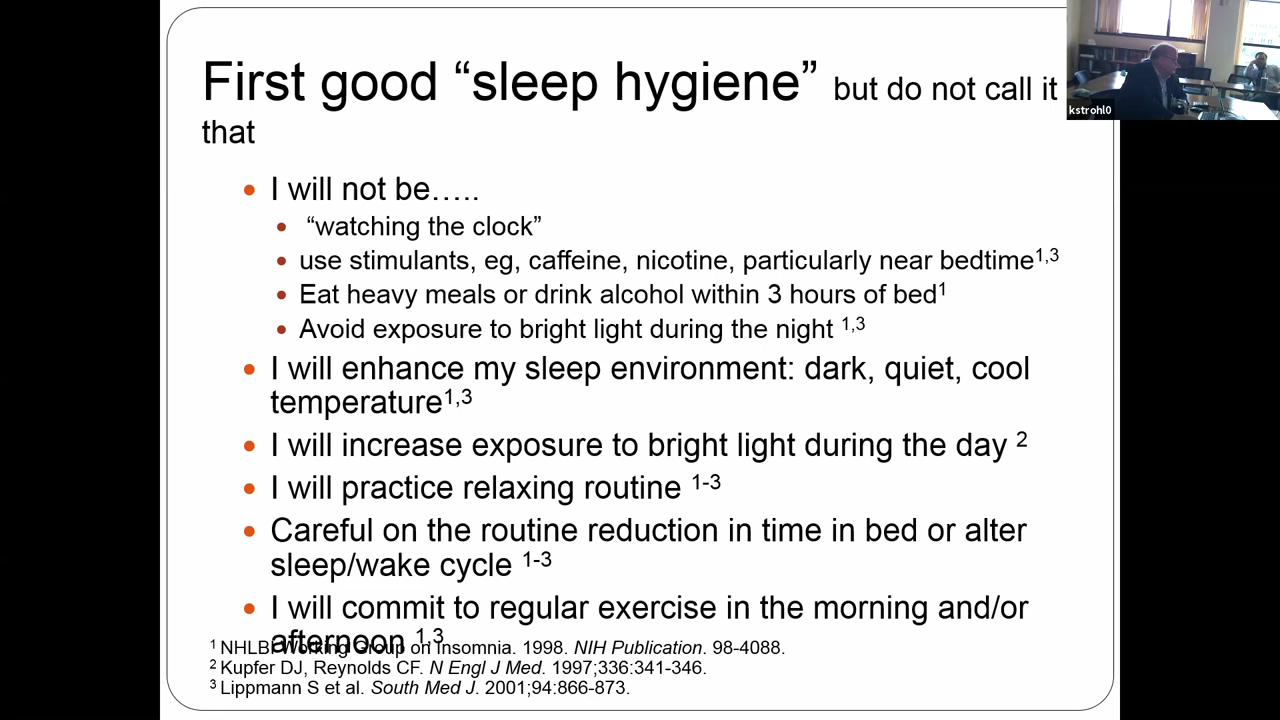 First good “sleep hygiene” but do not call it
that
kstrohl0
• I will not be…..
• “watching the clock”
• use stimulants, eg, caffeine, nicotine, particularly near bedtime1,3
• Eat heavy meals or drink alcohol within 3 hours of bed1
• Avoid exposure to bright light during the night 1,3
• I will enhance my sleep environment: dark, quiet, cool
temperature1,3
• I will increase exposure to bright light during the day 2
• I will practice relaxing routine 1-3
• Careful on the routine reduction in time in bed or alter
sleep/wake cycle 1-3
• I will commit to regular exercise in the morning and/or
afternoon 1,3
1 NHLBI Working Group on Insomnia. 1998. NIH Publication. 98-4088.
2 Kupfer DJ, Reynolds CF. N Engl J Med. 1997;336:341-346.
3 Lippmann S et al. South Med J. 2001;94:866-873.